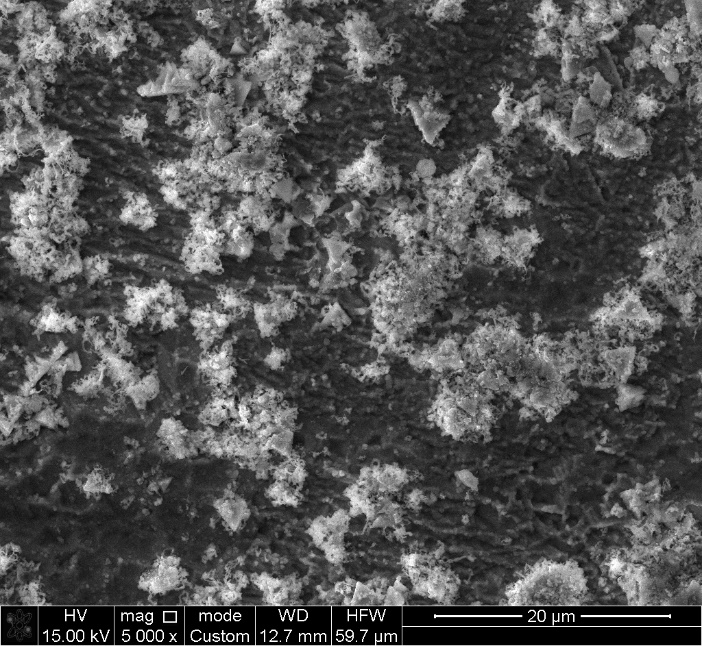 HV mag □ mode WD HFW
15.00 kV 5 000 x Custom 12.7 mm 59.7 µm
20 µm